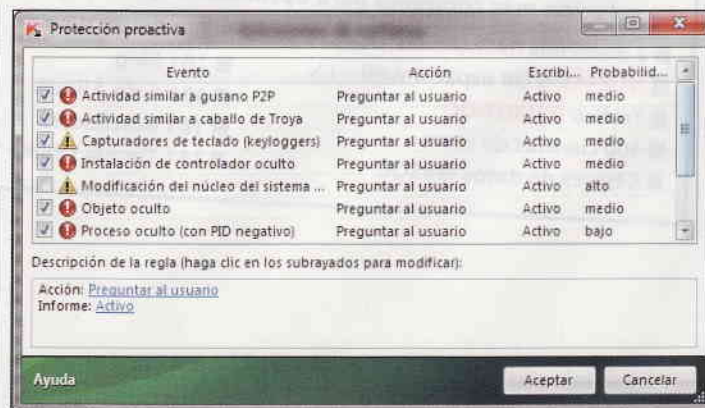 Protección proactiva
Evento Acción Escribi... Probabilid...
Actividad similar a gusano P2P Preguntar al usuario Activo medio
Actividad similar a caballo de Troya Preguntar al usuario Activo medio
Capturadores de teclado (keyloggers) Preguntar al usuario Activo medio
Instalación de controlador oculto Preguntar al usuario Activo medio
Modificación del núcleo del sistema ... Preguntar al usuario Activo alto
Objeto oculto Preguntar al usuario Activo medio
Proceso oculto (con PID negativo) Preguntar al usuario Activo bajo
Descripción de la regla (haga clic en los subrayados para modificar):
Acción: Preguntar al usuario
Informe: Activo
Ayuda Aceptar Cancelar